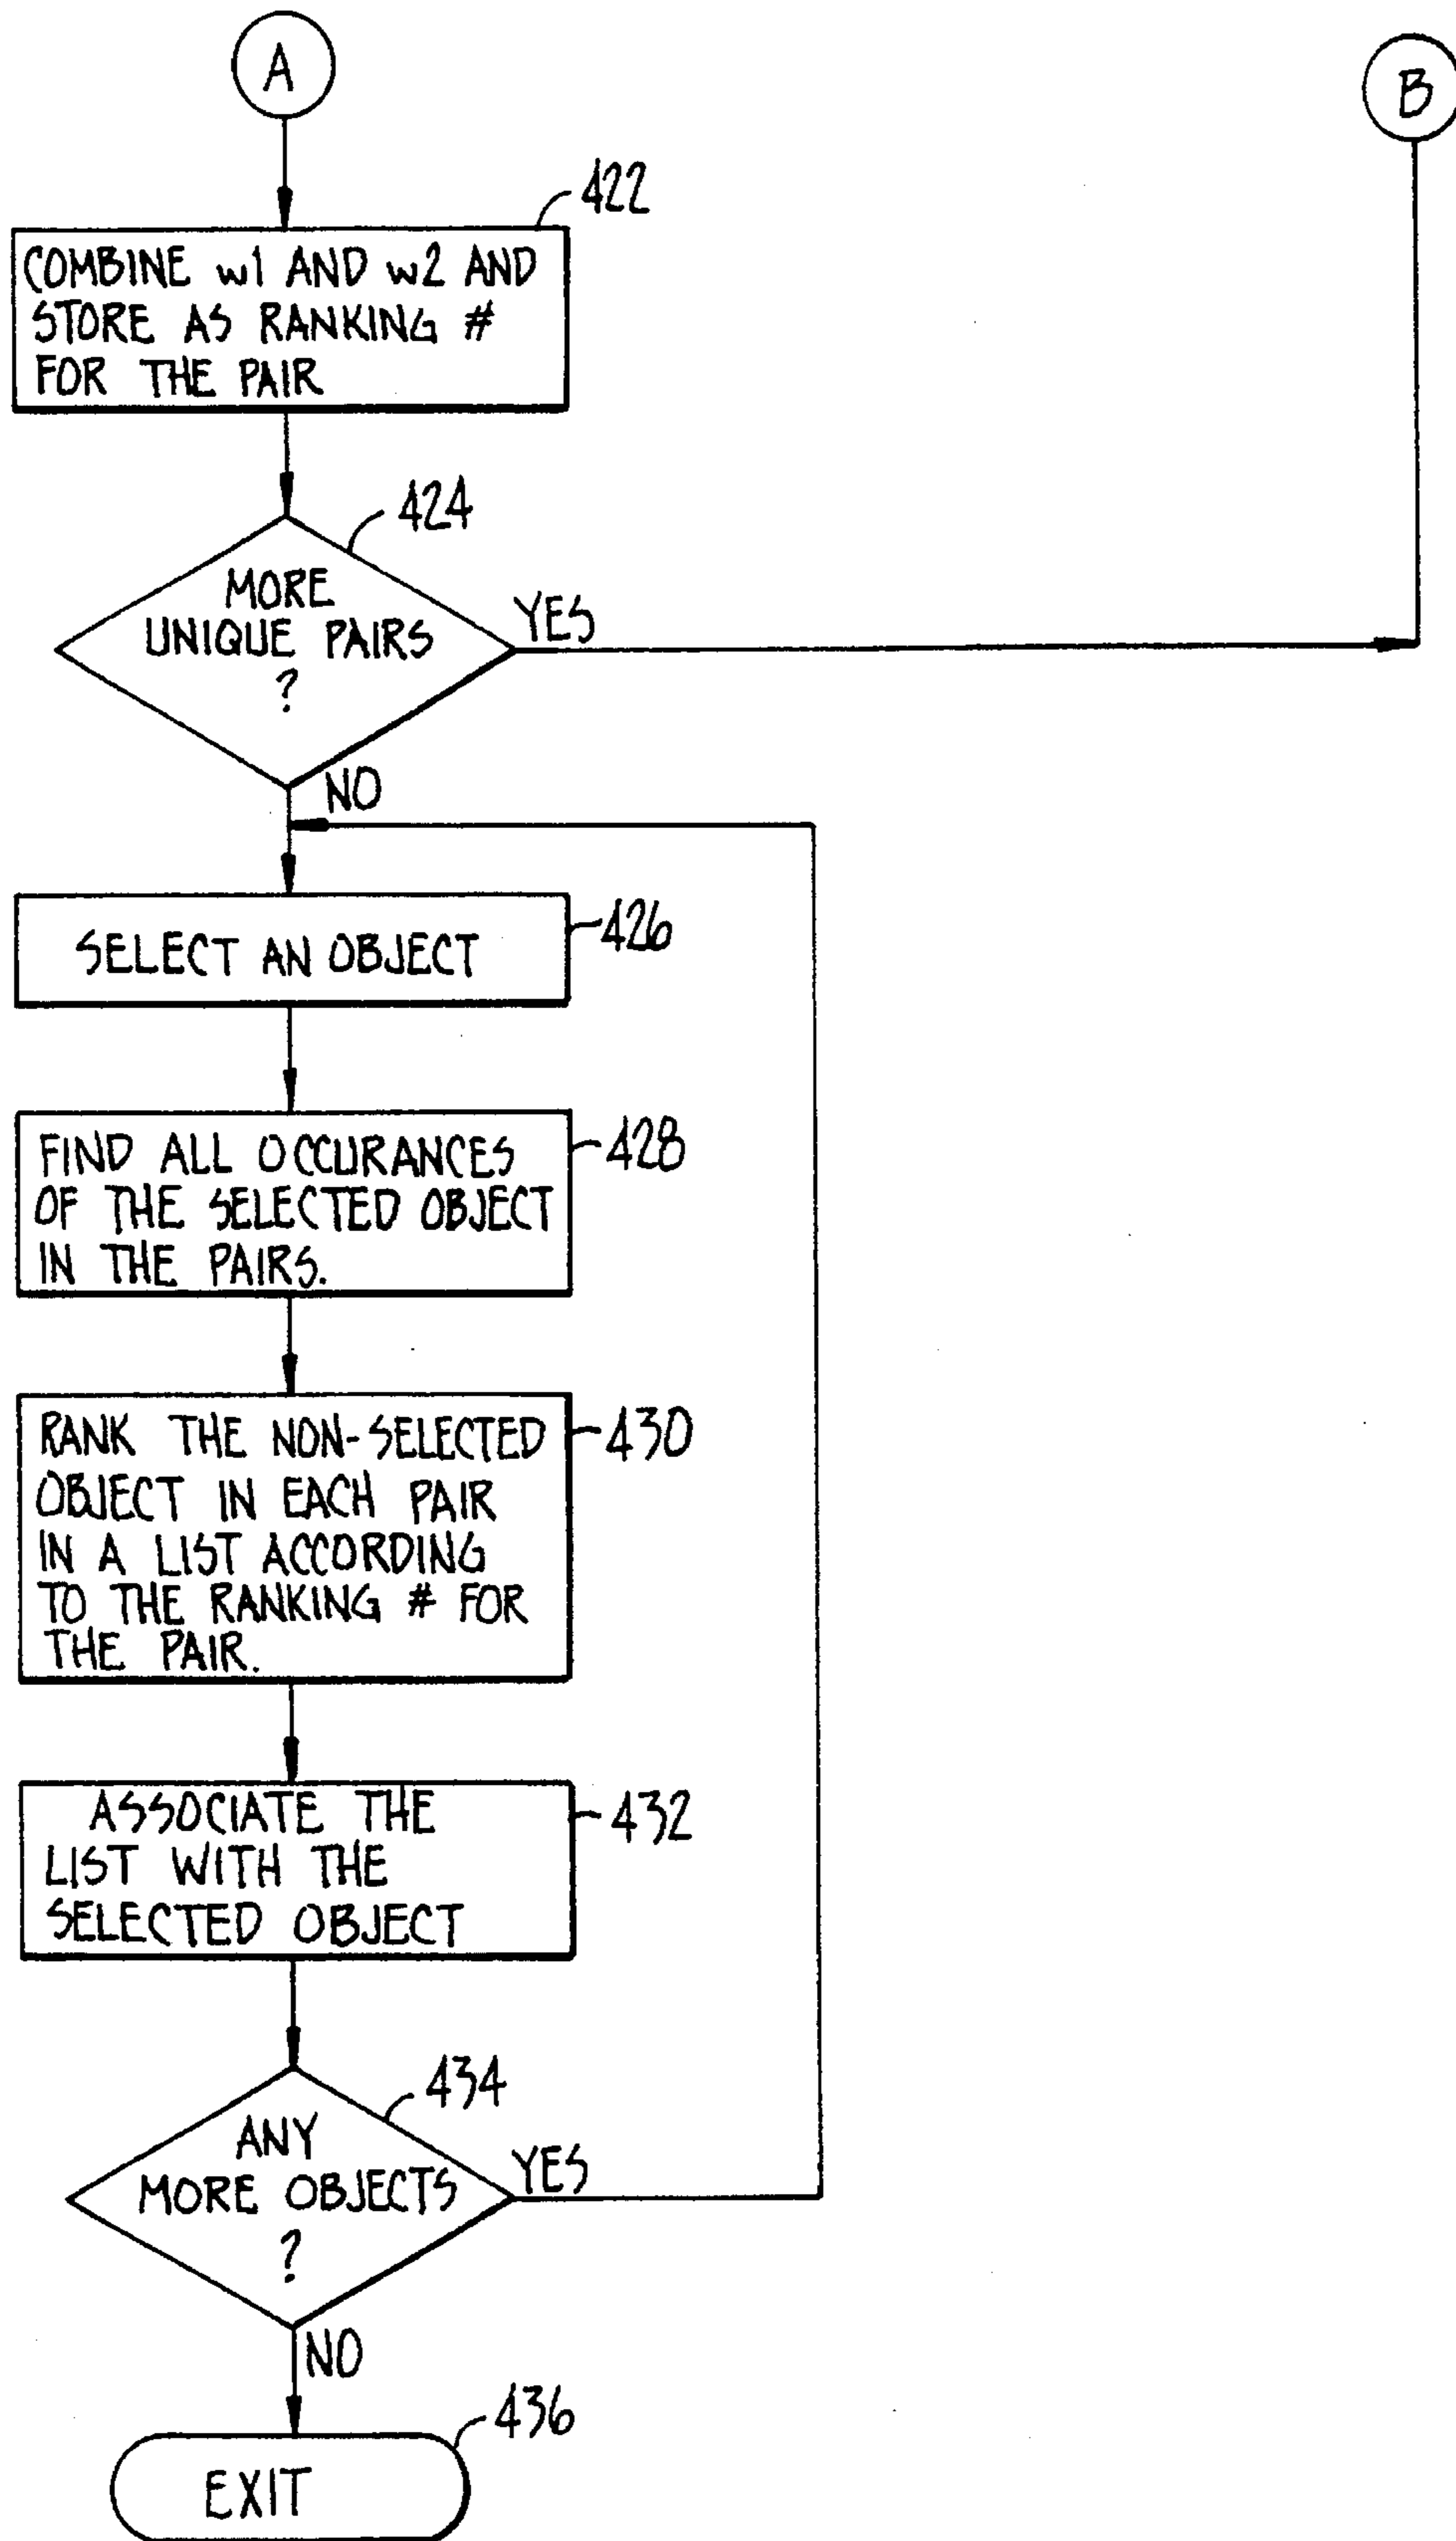 A
B
422
COMBINE w1 AND w2 AND
STORE AS RANKING #
FOR THE PAIR
424
MORE
UNIQUE PAIRS
?
YES
NO
SELECT AN OBJECT
426
FIND ALL OCCURANCES
OF THE SELECTED OBJECT
IN THE PAIRS.
428
RANK THE NON-SELECTED
OBJECT IN EACH PAIR
IN A LIST ACCORDING
TO THE RANKING # FOR
THE PAIR.
430
ASSOCIATE THE
LIST WITH THE
SELECTED OBJECT
432
434
ANY
MORE OBJECTS
?
YES
NO
436
EXIT